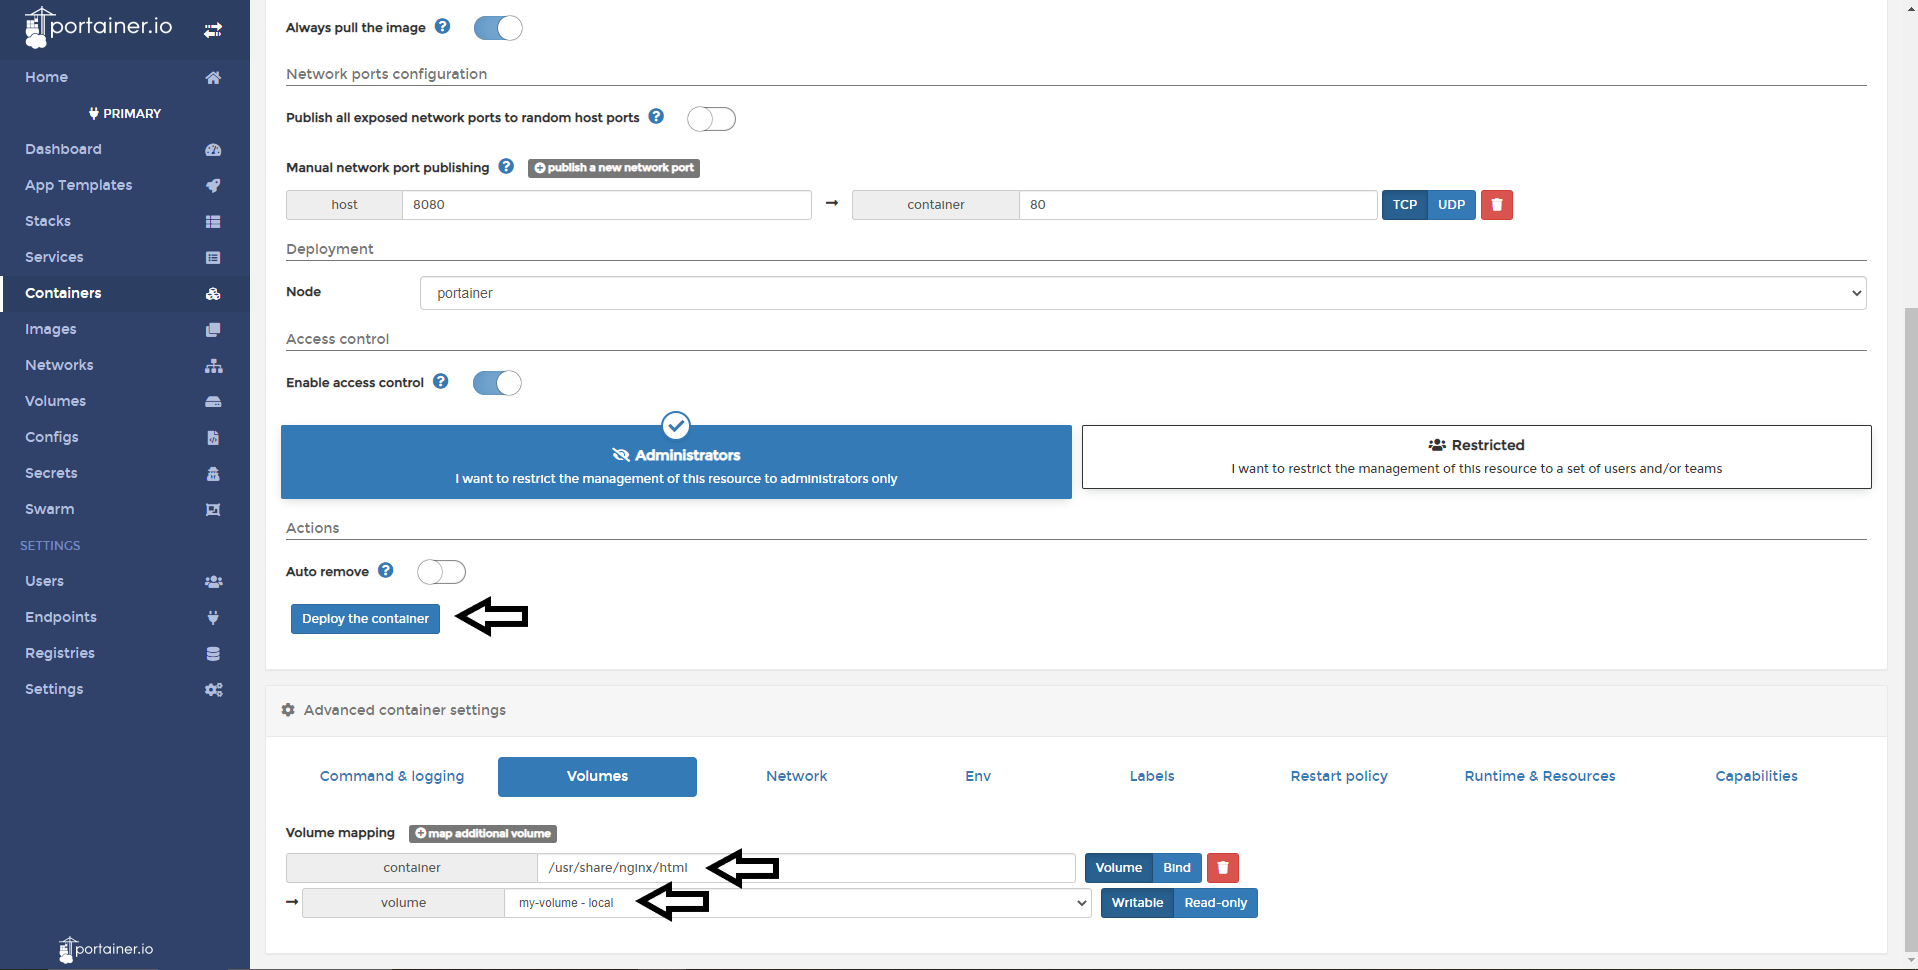 portainer.io
Home
PRIMARY
Dashboard
App Templates
Stacks
Services
Containers
Images
Networks
Volumes
Configs
Secrets
Swarm
SETTINGS
Users
Endpoints
Registries
Settings
portainer.io
Always pull the image
Network ports configuration
Publish all exposed network ports to random host ports
Manual network port publishing publish a new network port
host 8080 → container 80 TCP UDP
Deployment
Node portainer
Access control
Enable access control
Administrators
I want to restrict the management of this resource to administrators only
Restricted
I want to restrict the management of this resource to a set of users and/or teams
Actions
Auto remove
Deploy the container
Advanced container settings
Command & logging Volumes Network Env Labels Restart policy Runtime & Resources Capabilities
Volume mapping map additional volume
container /usr/share/nginx/html Volume Bind
→ volume my-volume - local Writable Read-only